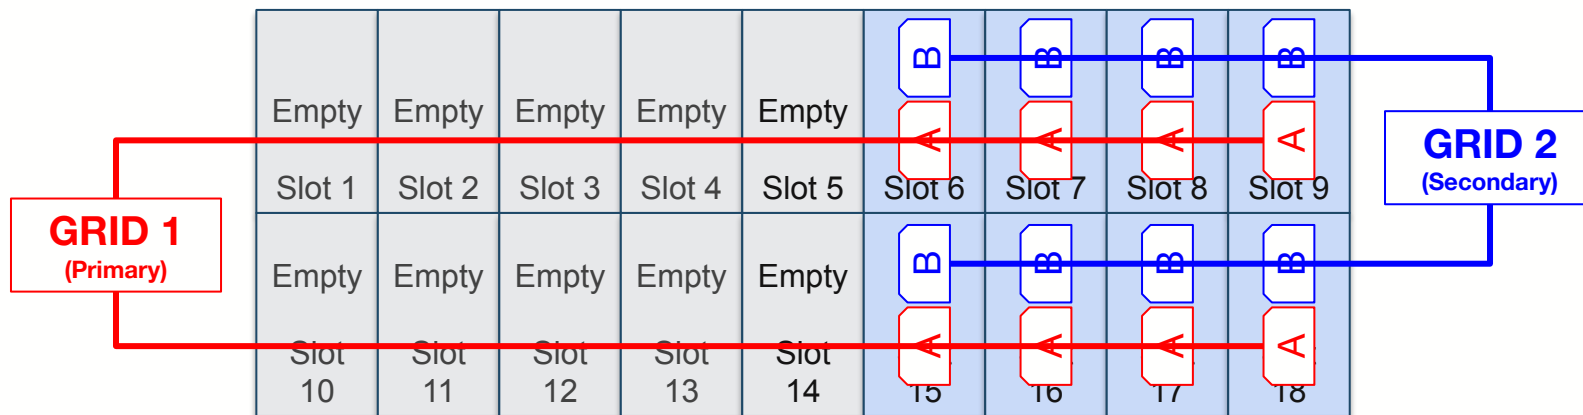 Empty Empty Empty Empty Empty B B B B
A A A A
Slot 1 Slot 2 Slot 3 Slot 4 Slot 5 Slot 6 Slot 7 Slot 8 Slot 9
GRID 1
(Primary)
GRID 2
(Secondary)
Empty Empty Empty Empty Empty B B B B
A A A A
Slot Slot Slot Slot Slot
10 11 12 13 14 15 16 17 18